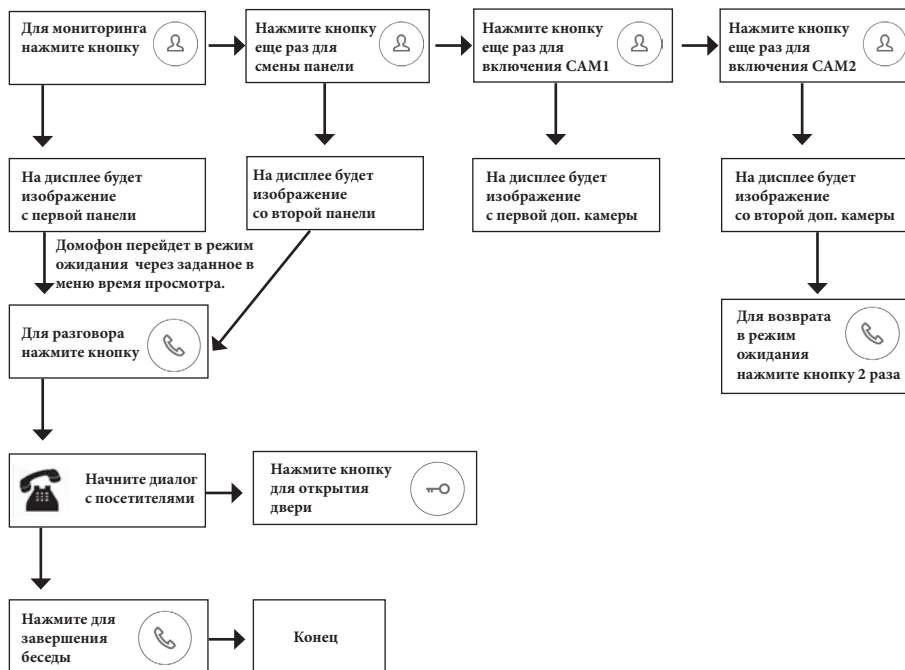 Для мониторинга
нажмите кнопку
Нажмите кнопку
еще раз для
смены панели
Нажмите кнопку
еще раз для
включения CAM1
Нажмите кнопку
еще раз для
включения CAM2
На дисплее будет
изображение
с первой панели
На дисплее будет
изображение
со второй панели
На дисплее будет
изображение
с первой доп. камеры
На дисплее будет
изображение
со второй доп. камеры
Домофон перейдет в режим
ожидания через заданное в
меню время просмотра.
Для разговора
нажмите кнопку
Для возврата
в режим
ожидания
нажмите кнопку 2 раза
Начните диалог
с посетителями
Нажмите кнопку
для открытия
двери
Нажмите для
завершения
беседы
Конец